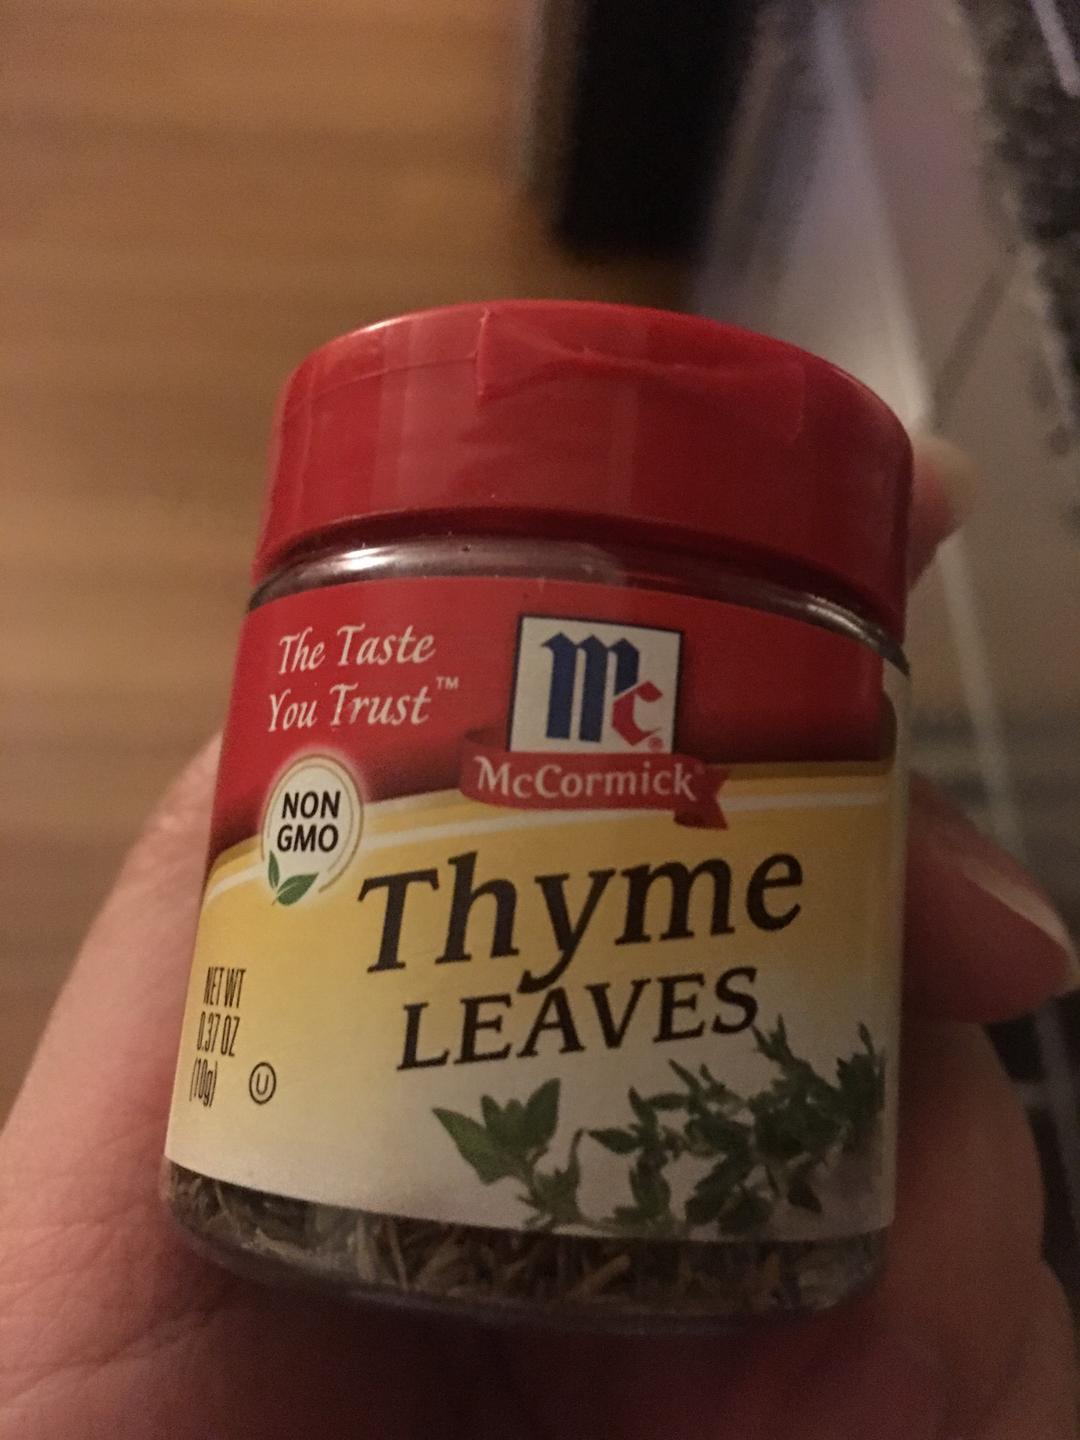 The Taste
You Trust™
Mc®
McCormick®
NON
GMO
Thyme
LEAVES
NET WT
0.37 OZ
(10g)
U